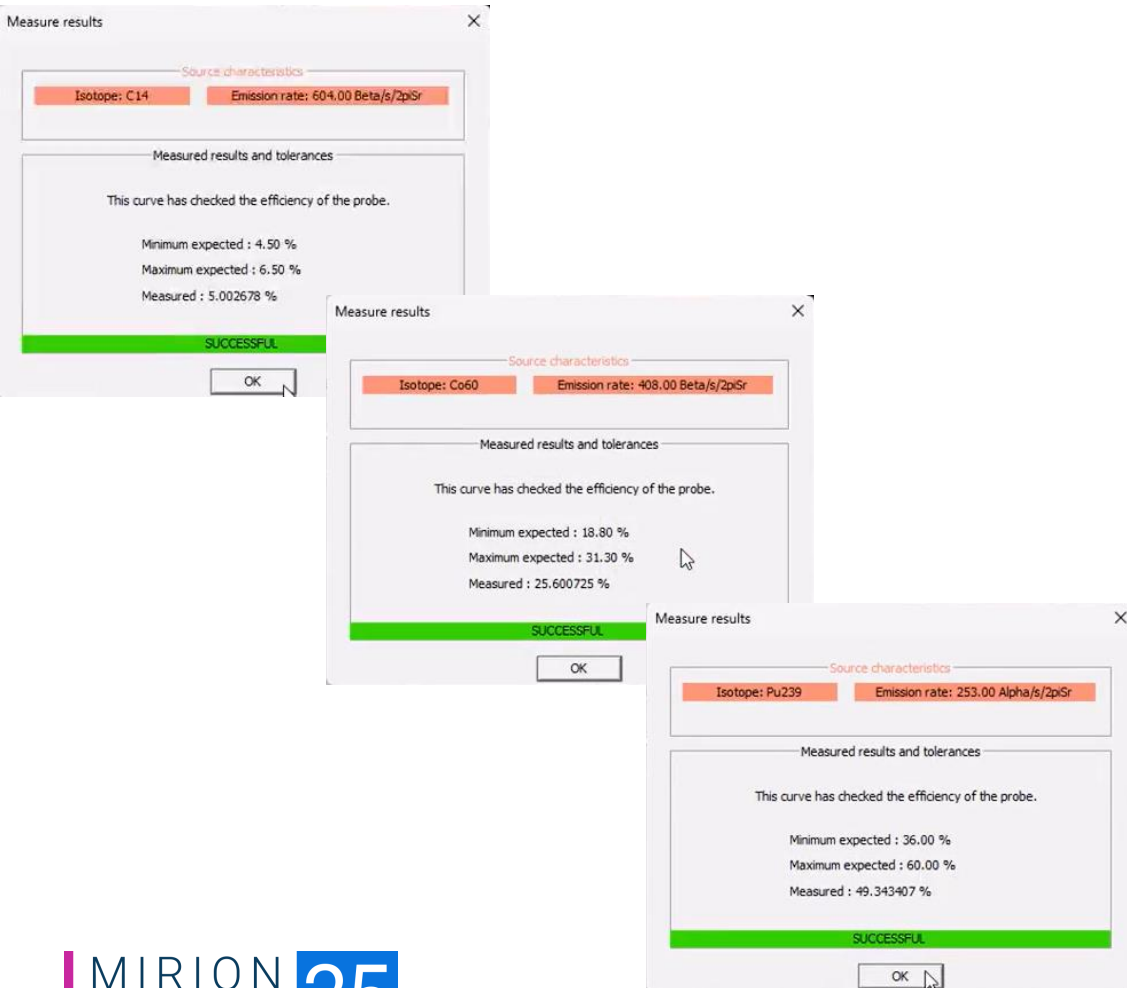 Measure results
Source characteristics
Isotope: C14 Emission rate: 604.00 Beta/s/2piSr
Measured results and tolerances
This curve has checked the efficiency of the probe.
Minimum expected : 4.50 %
Maximum expected : 6.50 %
Measured : 5.002678 %
SUCCESSFUL
OK
Measure results
Source characteristics
Isotope: Co60 Emission rate: 408.00 Beta/s/2piSr
Measured results and tolerances
This curve has checked the efficiency of the probe.
Minimum expected : 18.80 %
Maximum expected : 31.30 %
Measured : 25.600725 %
SUCCESSFUL
OK
Measure results
Source characteristics
Isotope: Pu239 Emission rate: 253.00 Alpha/s/2piSr
Measured results and tolerances
This curve has checked the efficiency of the probe.
Minimum expected : 36.00 %
Maximum expected : 60.00 %
Measured : 49.343407 %
SUCCESSFUL
OK
MIRION 25